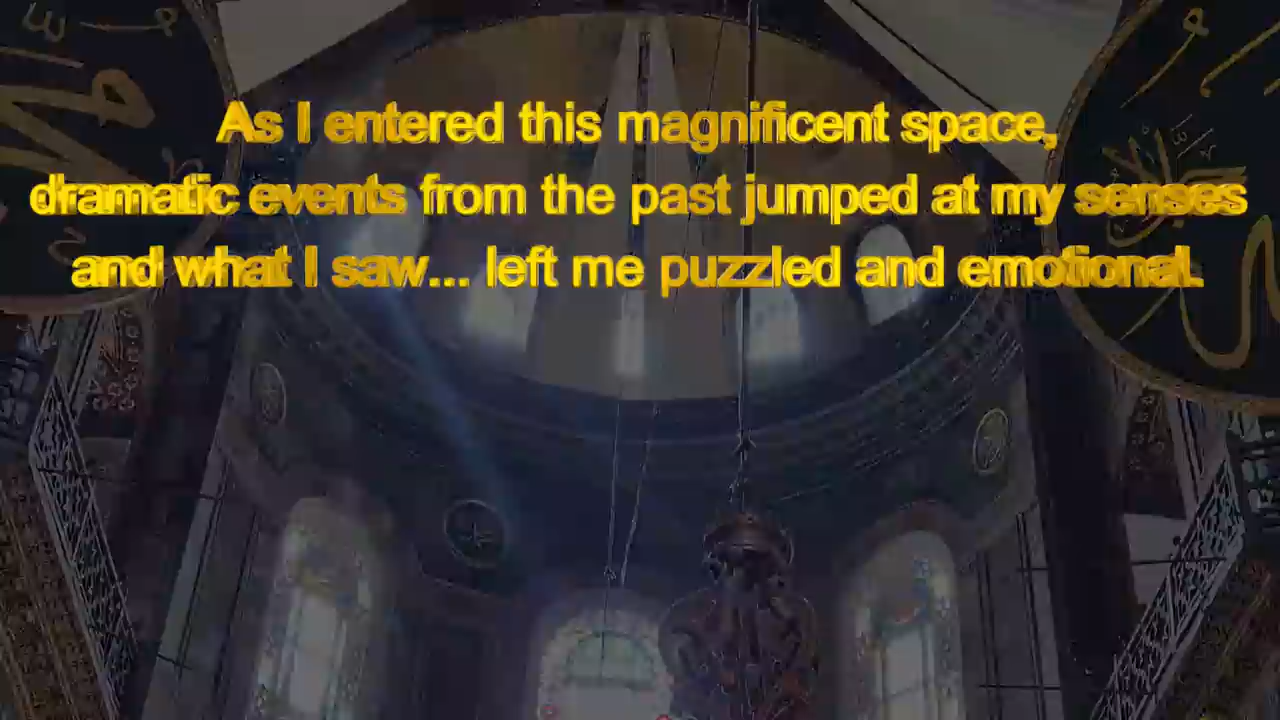 As I entered this magnificent space,
dramatic events from the past jumped at my senses
and what I saw... left me puzzled and emotional.